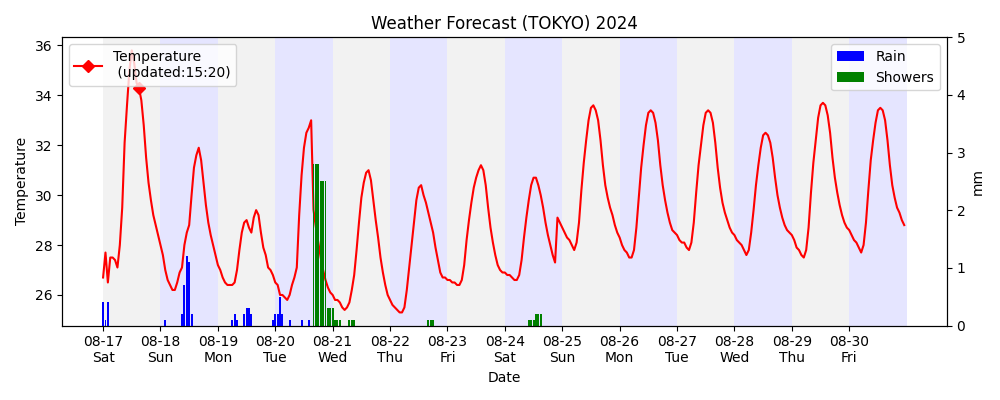 Weather Forecast (TOKYO) 2024
Temperature
(updated:15:20)
Rain
Showers
Temperature
36
34
32
30
28
26
5
4
3
2
1
0
mm
08-17 08-18 08-19 08-20 08-21 08-22 08-23 08-24 08-25 08-26 08-27 08-28 08-29 08-30
Sat Sun Mon Tue Wed Thu Fri Sat Sun Mon Tue Wed Thu Fri
Date